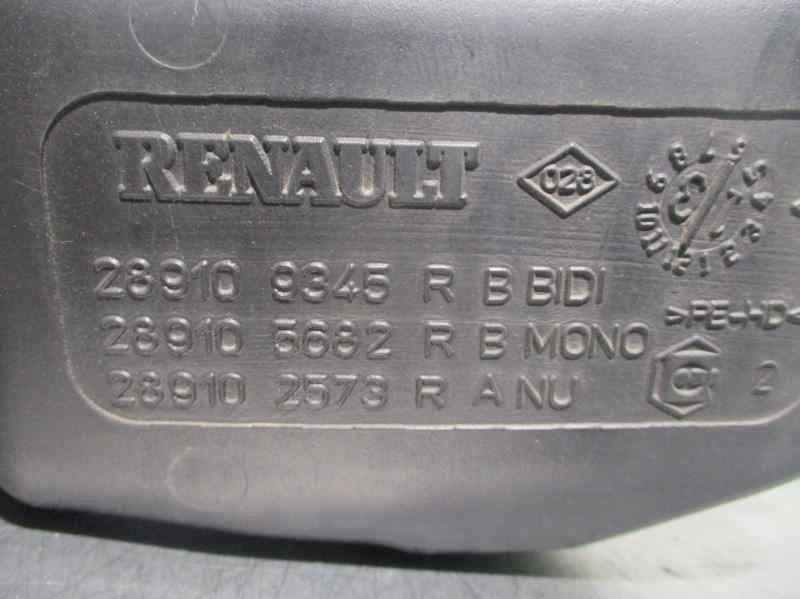 RENAULT
028
28910 9345 R B BIDI
28910 5682 R B MONO
28910 2573 R A NU
>PE-HD<
2